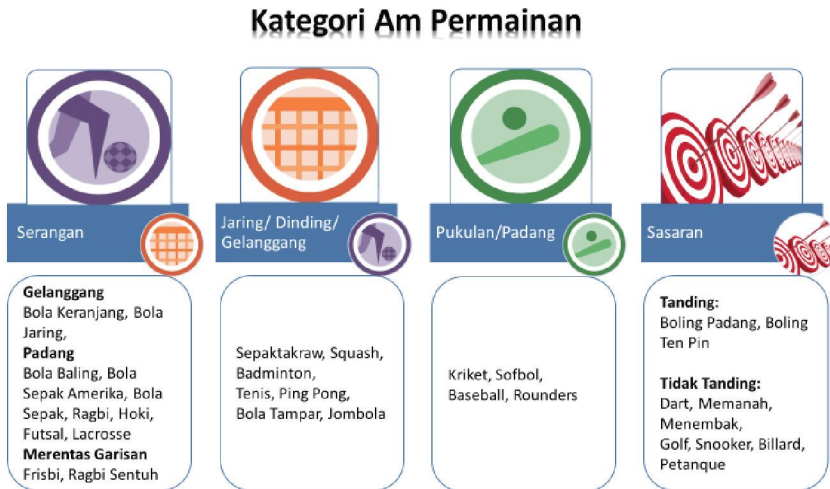 Kategori Am Permainan
Serangan
Gelanggang
Bola Keranjang, Bola
Jaring,
Padang
Bola Baling, Bola
Sepak Amerika, Bola
Sepak, Ragbi, Hoki,
Futsal, Lacrosse
Merentas Garisan
Frisbi, Ragbi Sentuh
Jaring/ Dinding/
Gelanggang
Sepaktakraw, Squash,
Badminton,
Tenis, Ping Pong,
Bola Tampar, Jombola
Pukulan/Padang
Kriket, Sofbol,
Baseball, Rounders
Sasaran
Tanding:
Boling Padang, Boling
Ten Pin
Tidak Tanding:
Dart, Memanah,
Menembak,
Golf, Snooker, Billard,
Petanque